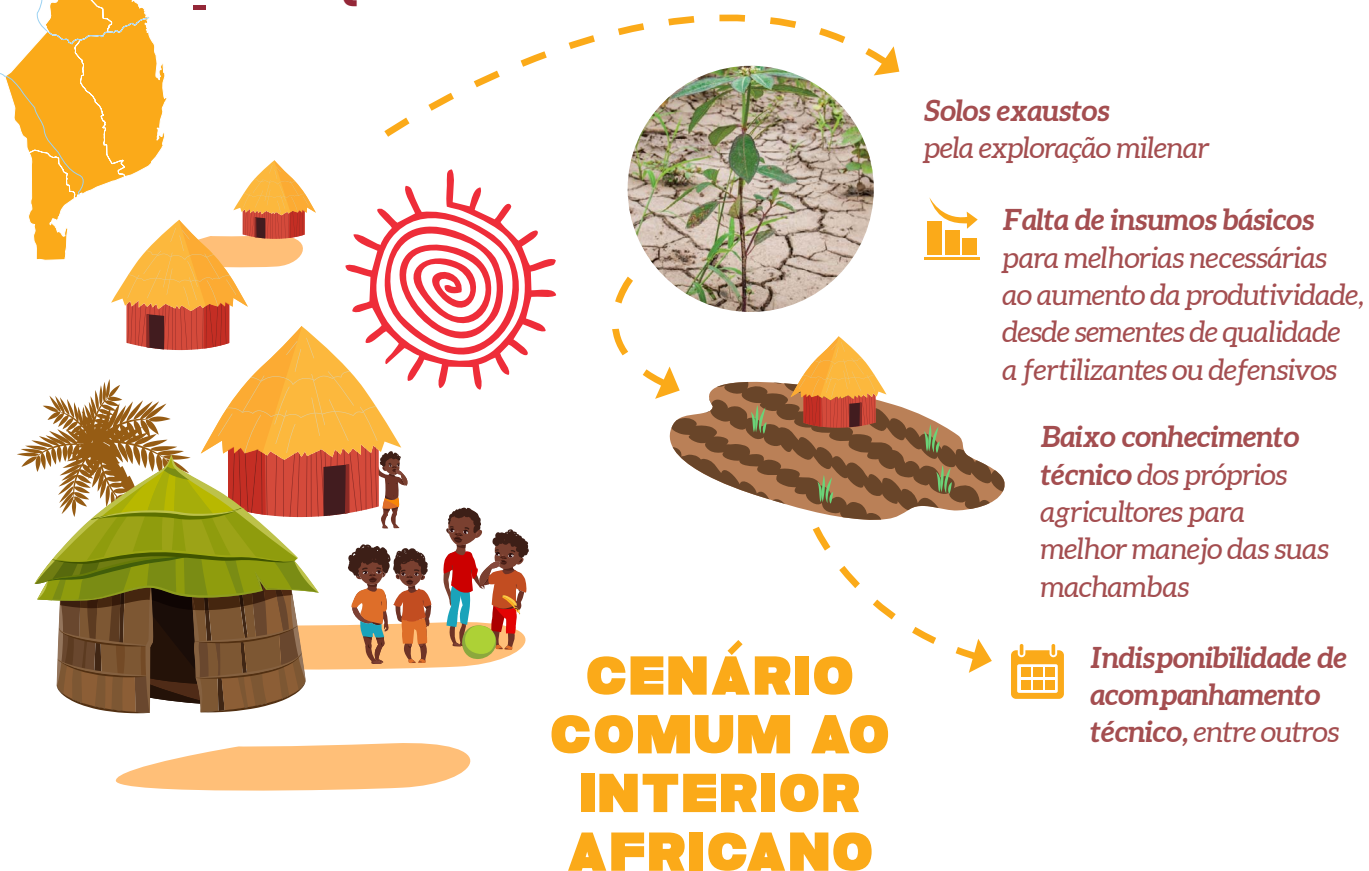 Solos exaustos
pela exploração milenar
Falta de insumos básicos
para melhorias necessárias
ao aumento da produtividade,
desde sementes de qualidade
a fertilizantes ou defensivos
Baixo conhecimento
técnico dos próprios
agricultores para
melhor manejo das suas
machambas
Indisponibilidade de
acompanhamento
técnico, entre outros
CENÁRIO
COMUM AO
INTERIOR
AFRICANO